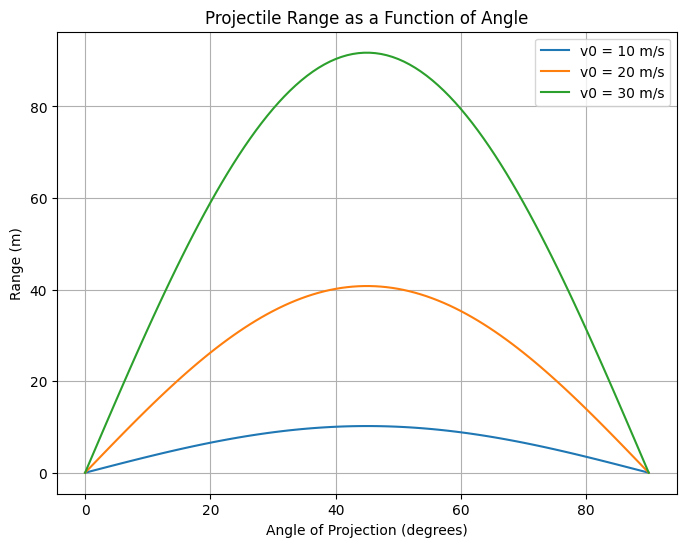 Projectile Range as a Function of Angle
v0 = 10 m/s
v0 = 20 m/s
v0 = 30 m/s
Range (m)
80
60
40
20
0
0 20 40 60 80
Angle of Projection (degrees)